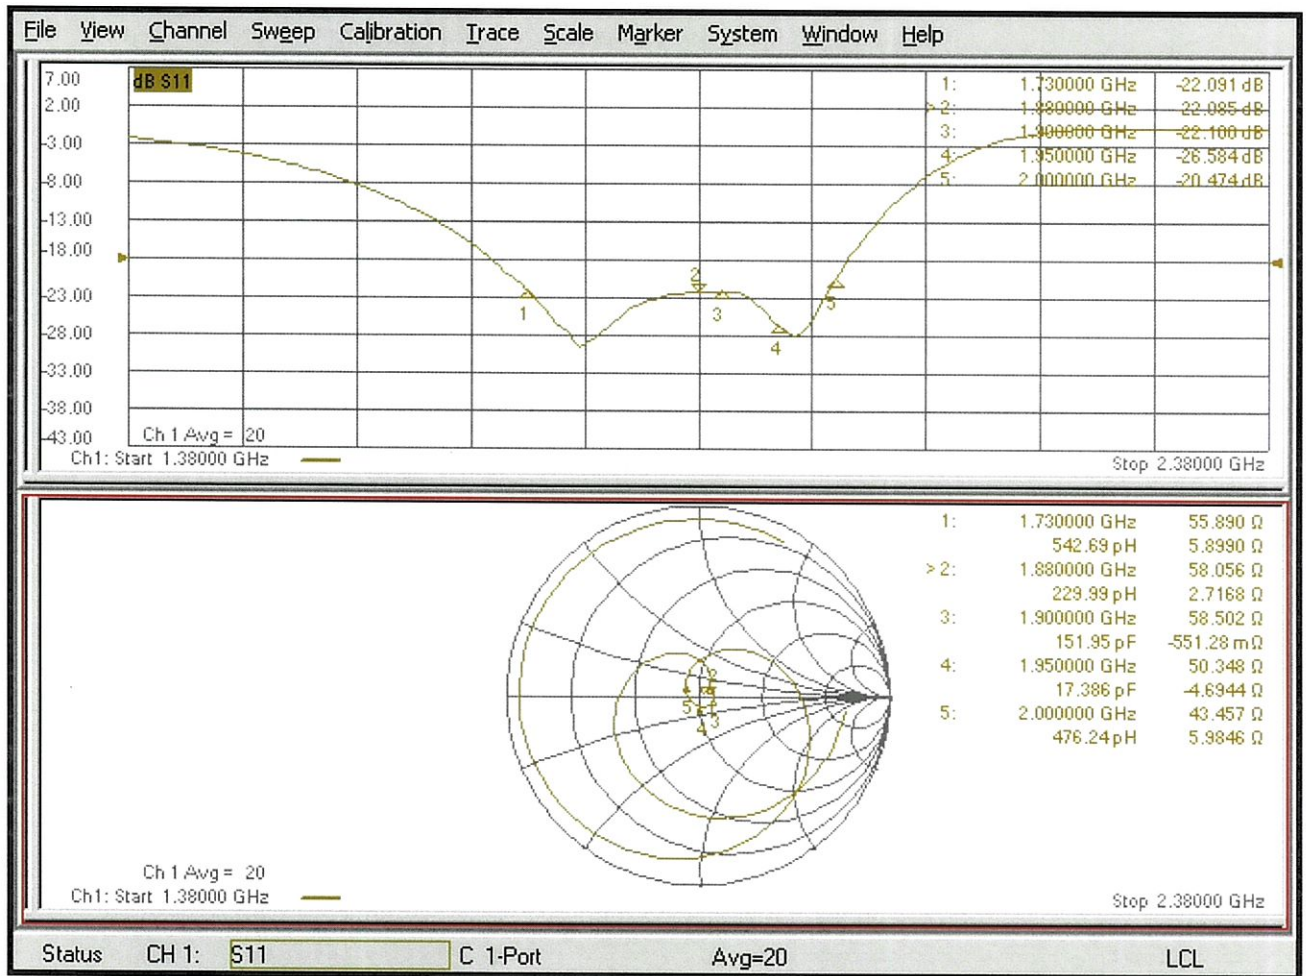 File View Channel Sweep Calibration Trace Scale Marker System Window Help
7.00
dB S11
2.00
-3.00
-8.00
-13.00
-18.00
-23.00
-28.00
-33.00
-38.00
-43.00
1: 1.730000 GHz -22.091 dB
> 2: 1.880000 GHz -22.085 dB
3: 1.900000 GHz -22.100 dB
4: 1.950000 GHz -26.584 dB
5: 2.000000 GHz -20.474 dB
1
2
3
4
5
Ch 1 Avg = 20
Ch1: Start 1.38000 GHz
Stop 2.38000 GHz
1: 1.730000 GHz 55.890 Ω
542.69 pH 5.8990 Ω
> 2: 1.880000 GHz 58.056 Ω
229.99 pH 2.7168 Ω
3: 1.900000 GHz 58.502 Ω
151.95 pF -551.28 mΩ
4: 1.950000 GHz 50.348 Ω
17.386 pF -4.6944 Ω
5: 2.000000 GHz 43.457 Ω
476.24 pH 5.9846 Ω
2
5
3
4
Ch 1 Avg = 20
Ch1: Start 1.38000 GHz
Stop 2.38000 GHz
Status CH 1: S11 C 1-Port Avg=20 LCL